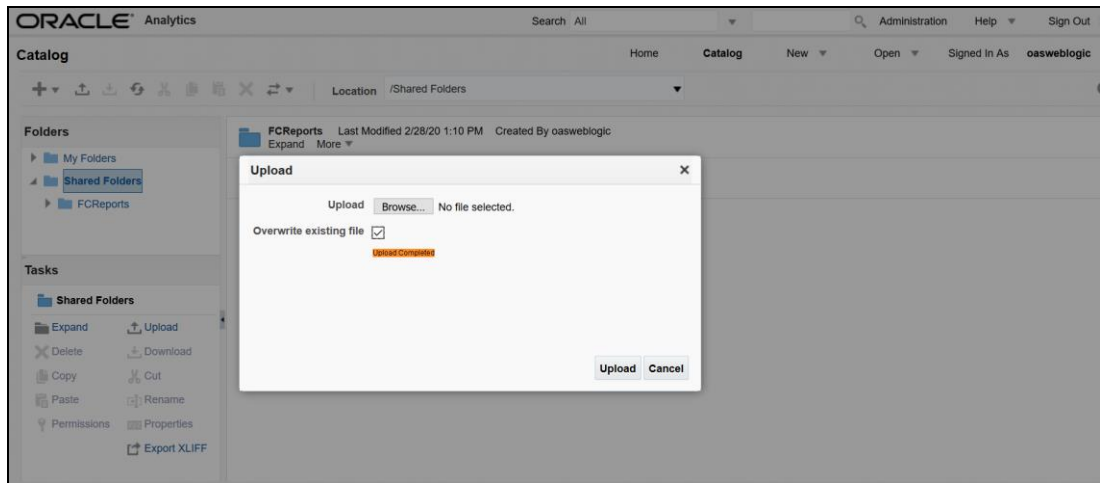 ORACLE Analytics Search All Administration Help Sign Out
Catalog Home Catalog New Open Signed In As oasweblogic
Location /Shared Folders
Folders
My Folders
Shared Folders
FCReports
FCReports Last Modified 2/28/20 1:10 PM Created By oasweblogic
Expand More
Upload
Upload Browse... No file selected.
Overwrite existing file
Upload Completed
Upload Cancel
Tasks
Shared Folders
Expand Upload
Delete Download
Copy Cut
Paste Rename
Permissions Properties
Export XLIFF